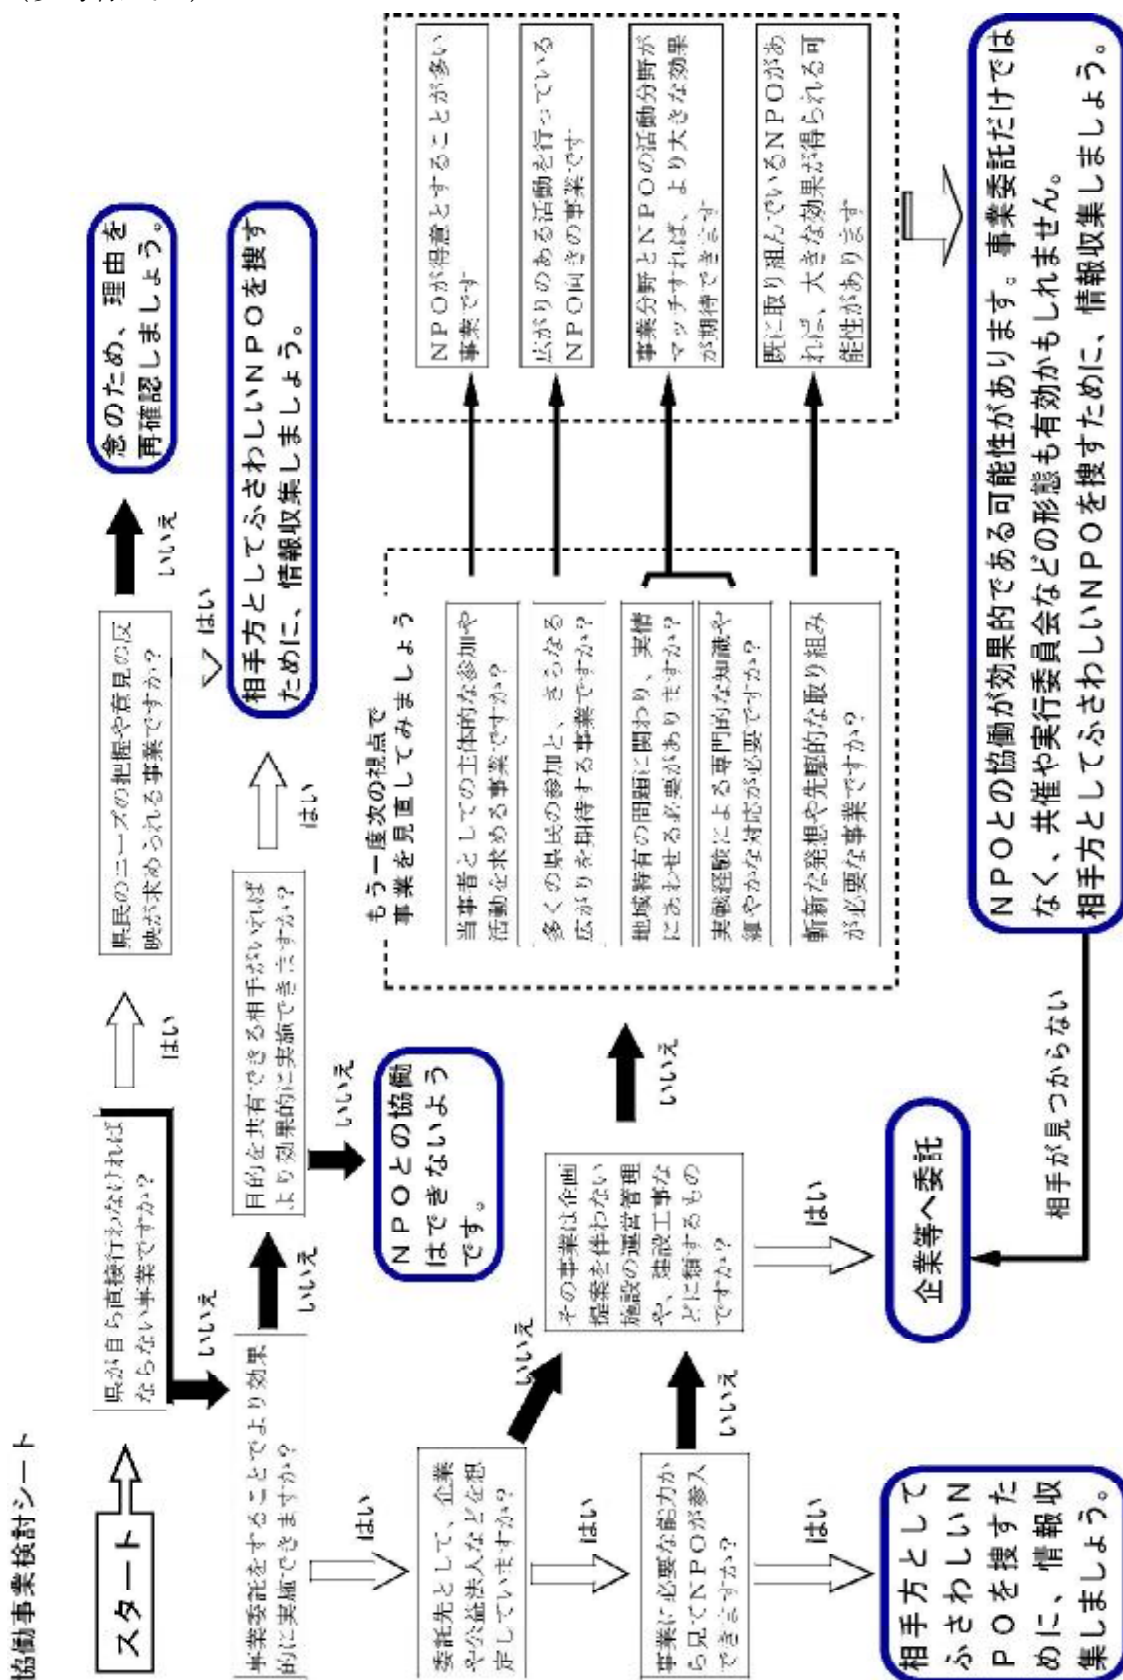 協働事業検討シート
スタート
県が自ら直接行わなければ
ならない事業ですか？
はい
いいえ
県民のニーズの把握や意見の反
映が求められる事業ですか？
いいえ
はい
念のため、理由を
再確認しましょう。
事業委託をすることでより効果
的に実施できますか？
いいえ
はい
目的を共有できる相手がいれば
より効果的に実施できますか？
はい
いいえ
相手方としてふさわしいＮＰＯを捜す
ために、情報収集しましょう。
ＮＰＯとの協働
はできないよう
です。
委託先として、企業
や公益法人などを想
定していますか？
いいえ
はい
その事業は企画
提案を伴わない
施設の運営管理
や、建設工事な
どに類するもの
ですか？
いいえ
はい
事業に必要な能力か
ら見てＮＰＯが参入
できますか？
いいえ
はい
もう一度次の視点で
事業を見直してみましょう
当事者としての主体的な参加や
活動を求める事業ですか？
多くの県民の参加と、さらなる
広がりを期待する事業ですか？
地域特有の問題に関わり、実情
にあわせる必要がありますか？
実戦経験による専門的な知識や
細やかな対応が必要ですか？
斬新な発想や先駆的な取り組み
が必要な事業ですか？
ＮＰＯが得意とすることが多い
事業です
広がりのある活動を行っている
ＮＰＯ向きの事業です
事業分野とＮＰＯの活動分野が
マッチすれば、より大きな効果
が期待できます
既に取り組んでいるＮＰＯがあ
れば、大きな効果が得られる可
能性があります
相手方として
ふさわしいＮ
ＰＯを捜すた
めに、情報収
集しましょう。
企業等へ委託
相手が見つからない
ＮＰＯとの協働が効果的である可能性があります。事業委託だけでは
なく、共催や実行委員会などの形態も有効かもしれません。
相手方としてふさわしいＮＰＯを捜すために、情報収集しましょう。